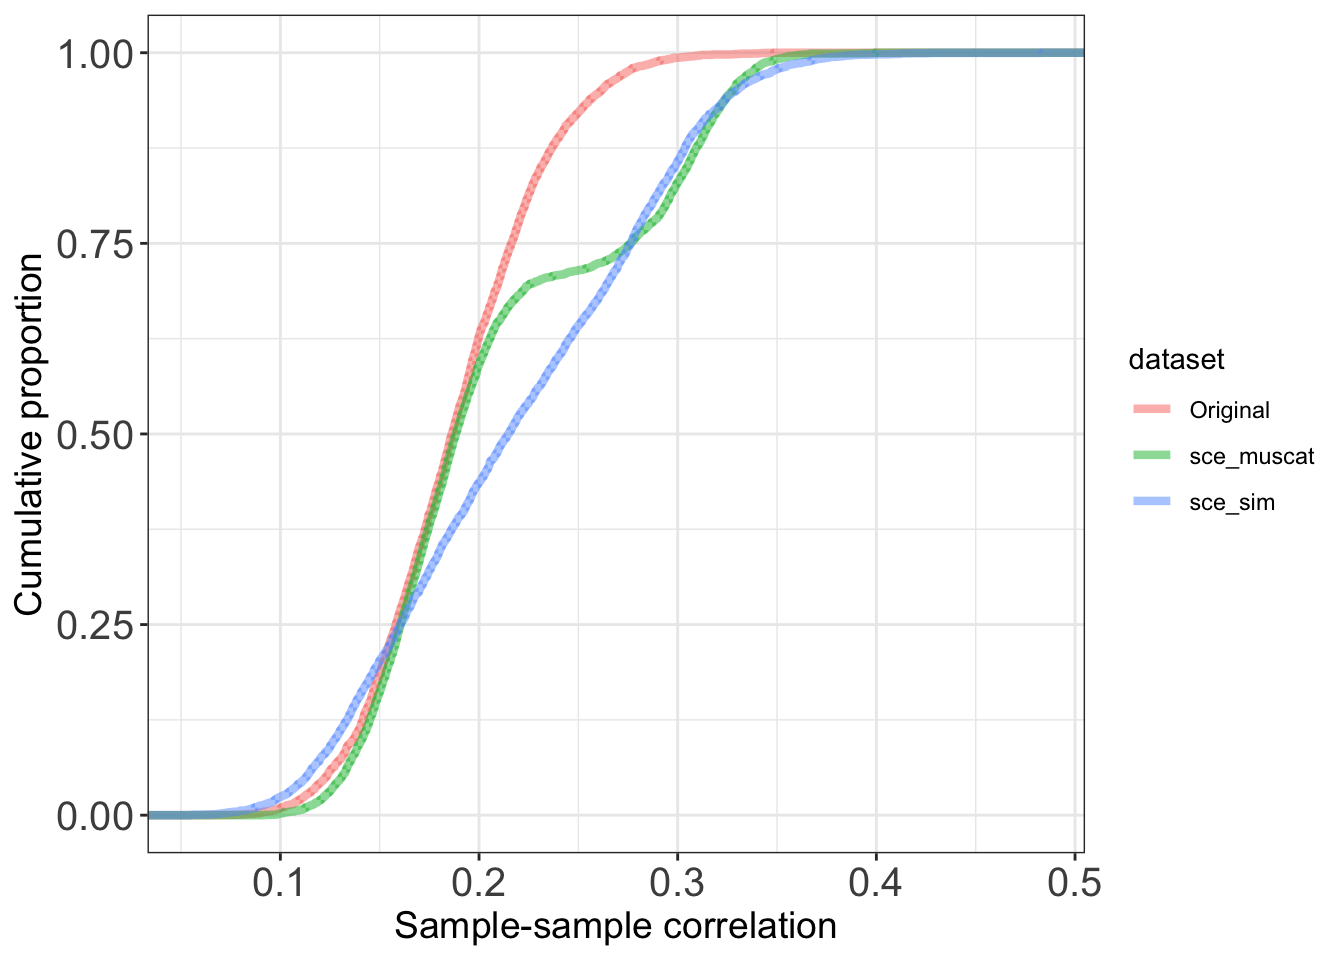 1.00
0.75
0.50
0.25
0.00
Cumulative proportion
0.1 0.2 0.3 0.4 0.5
Sample-sample correlation
dataset
Original
sce_muscat
sce_sim